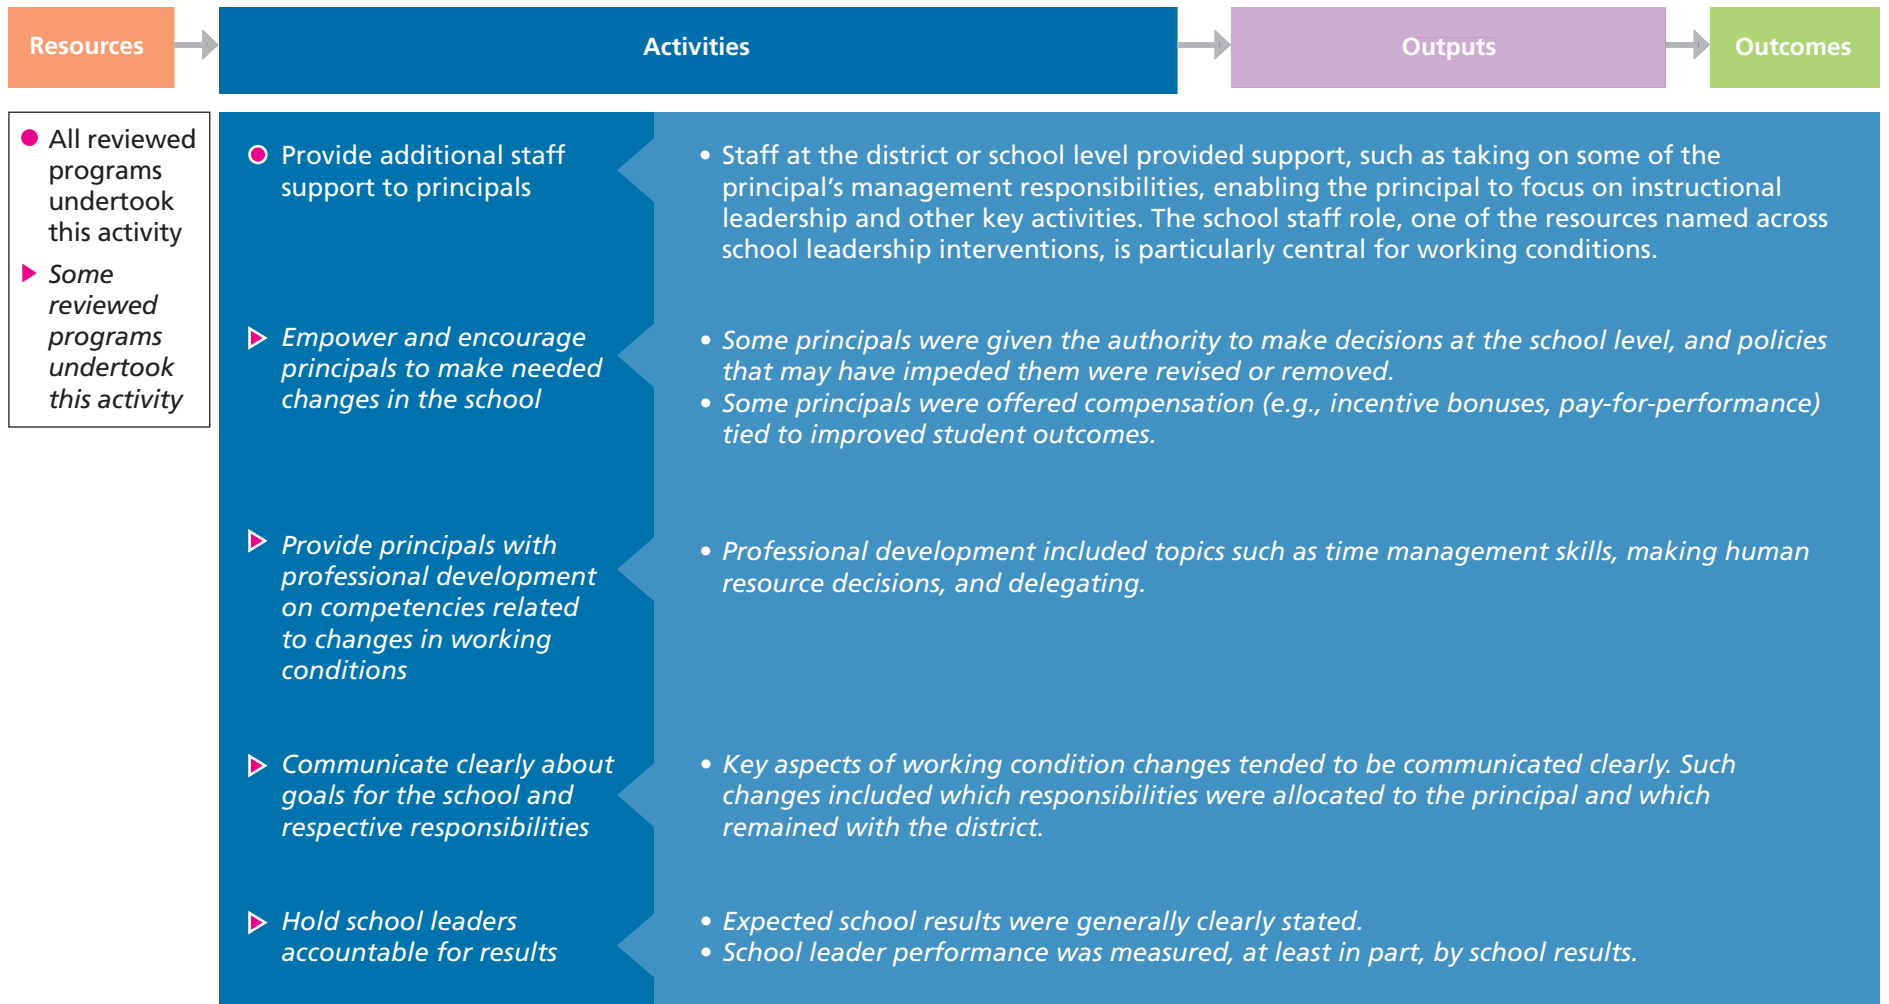 Resources
Activities
Outputs
Outcomes
All reviewed
programs
undertook
this activity
Some
reviewed
programs
undertook
this activity
Provide additional staff
support to principals
• Staff at the district or school level provided support, such as taking on some of the
principal’s management responsibilities, enabling the principal to focus on instructional
leadership and other key activities. The school staff role, one of the resources named across
school leadership interventions, is particularly central for working conditions.
Empower and encourage
principals to make needed
changes in the school
• Some principals were given the authority to make decisions at the school level, and policies
that may have impeded them were revised or removed.
• Some principals were offered compensation (e.g., incentive bonuses, pay-for-performance)
tied to improved student outcomes.
Provide principals with
professional development
on competencies related
to changes in working
conditions
• Professional development included topics such as time management skills, making human
resource decisions, and delegating.
Communicate clearly about
goals for the school and
respective responsibilities
• Key aspects of working condition changes tended to be communicated clearly. Such
changes included which responsibilities were allocated to the principal and which
remained with the district.
Hold school leaders
accountable for results
• Expected school results were generally clearly stated.
• School leader performance was measured, at least in part, by school results.